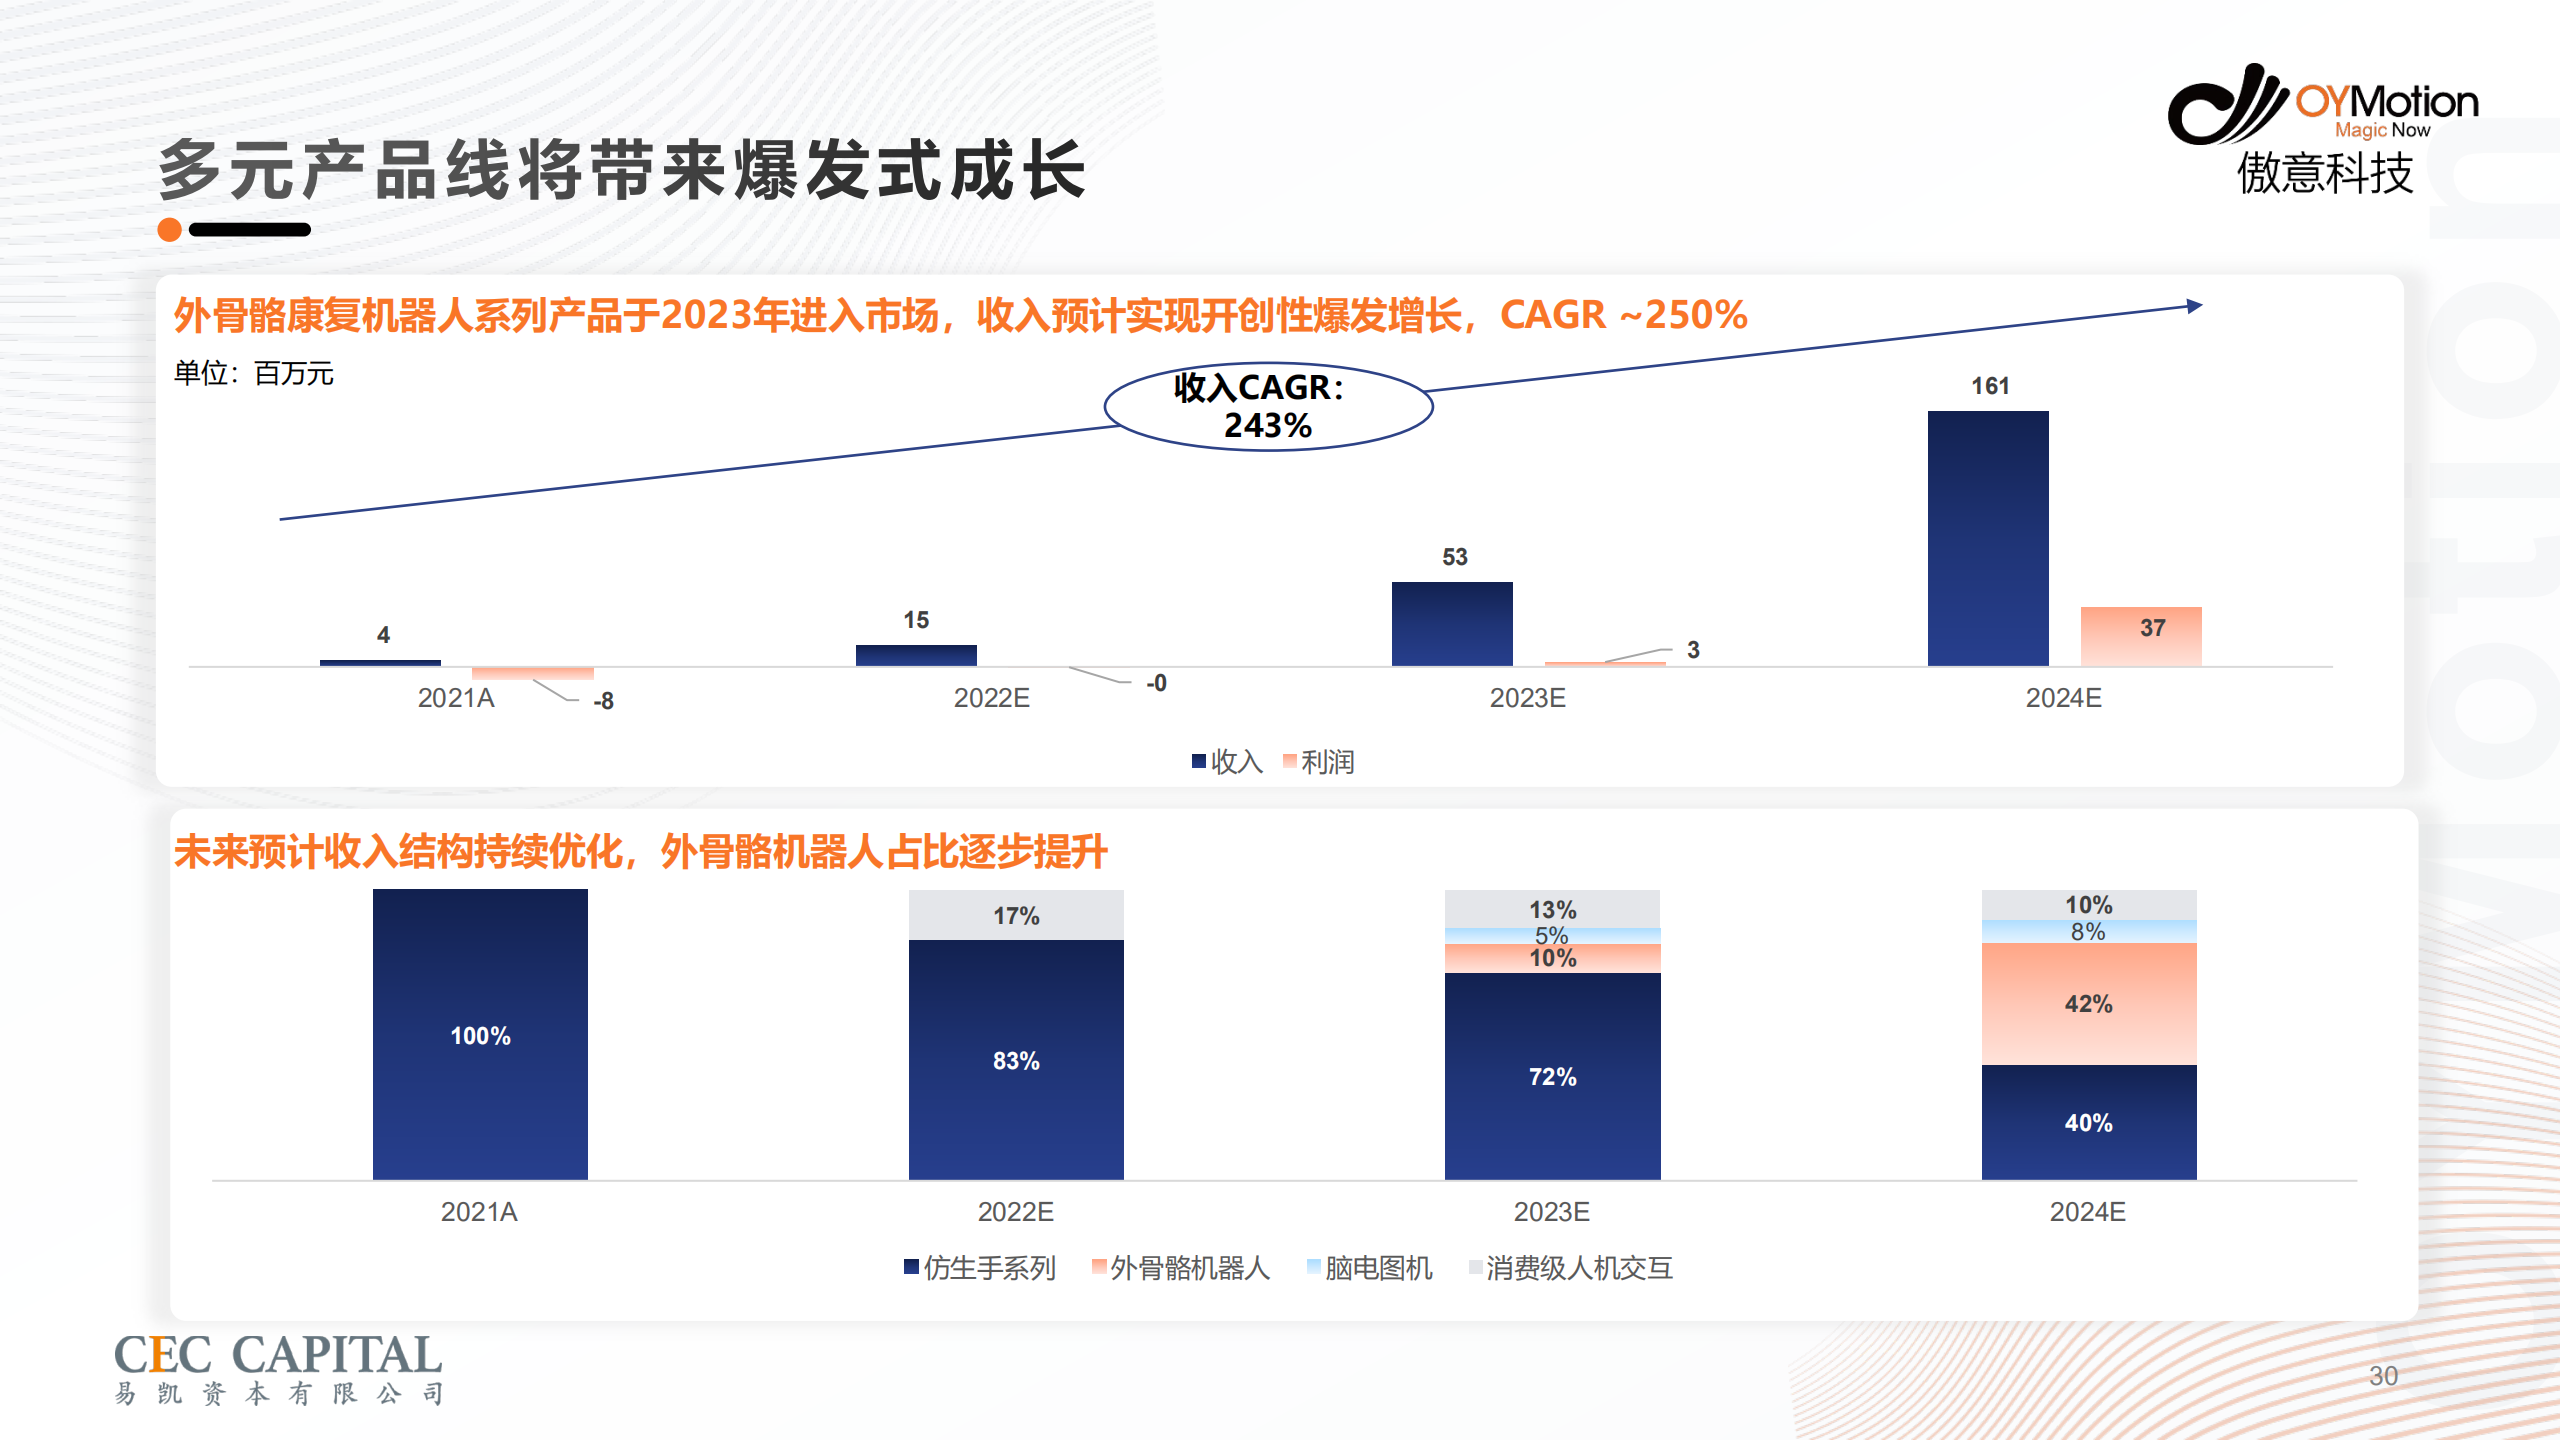 多元产品线将带来爆发式成长
OYMotion
Magic Now
傲意科技
外骨骼康复机器人系列产品于2023年进入市场，收入预计实现开创性爆发增长，CAGR ~250%
单位：百万元
收入CAGR：
243%
161
53
37
15
4
3
-0
-8
2021A
2022E
2023E
2024E
收入
利润
未来预计收入结构持续优化，外骨骼机器人占比逐步提升
100%
17%
83%
13%
5%
10%
72%
10%
8%
42%
40%
2021A
2022E
2023E
2024E
仿生手系列
外骨骼机器人
脑电图机
消费级人机交互
CEC CAPITAL
易凯资本有限公司
30